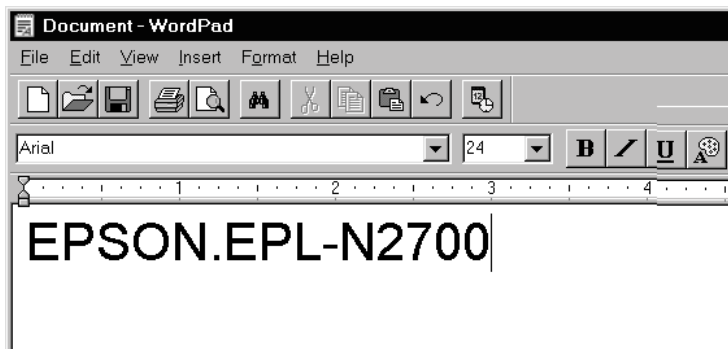 Document - WordPad
File Edit View Insert Format Help
Arial 24 B I U A
1 2 3 4
EPSON.EPL-N2700